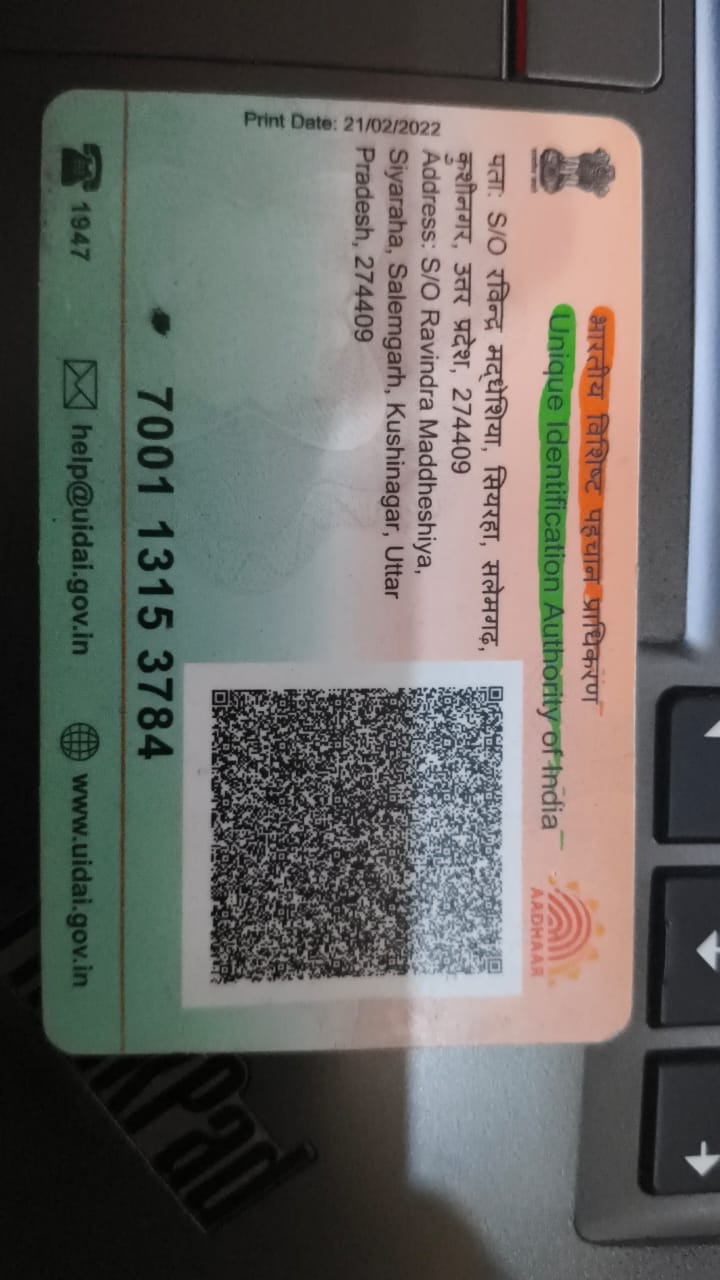 भारतीय विशिष्ट पहचान प्राधिकरण
Unique Identification Authority of India
AADHAAR
Print Date: 21/02/2022
पता: S/O रविन्द्र मद्धेशिया, सियरहा, सलेमगढ़,
कुशीनगर, उत्तर प्रदेश, 274409
Address: S/O Ravindra Maddheshiya,
Siyaraha, Salemgarh, Kushinagar, Uttar
Pradesh, 274409
7001 1315 3784
1947
help@uidai.gov.in
www.uidai.gov.in